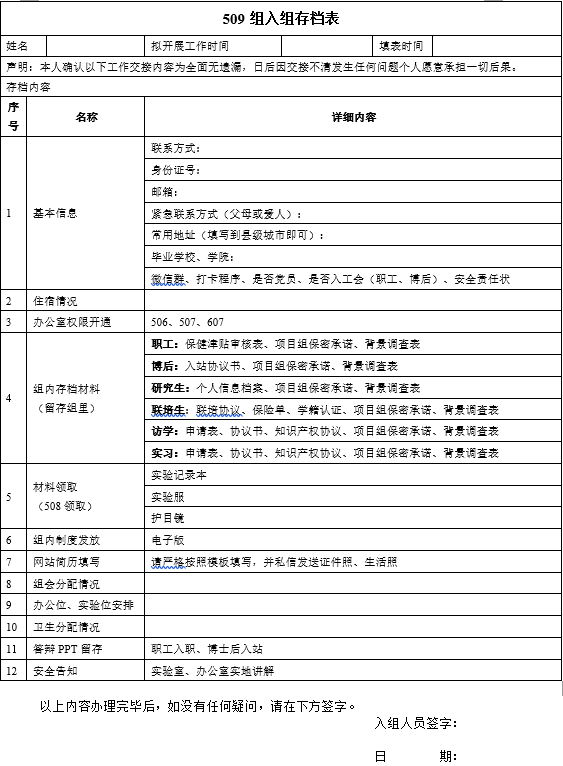 509 组入组存档表
姓名 拟开展工作时间 填表时间
声明：本人确认以下工作交接内容为全面无遗漏，日后因交接不清发生任何问题个人愿意承担一切后果。
存档内容
序号 名称 详细内容
1 基本信息
联系方式：
身份证号：
邮箱：
紧急联系方式（父母或爱人）：
常用地址（填写到县级城市即可）：
毕业学校、学院：
微信群、打卡程序、是否党员、是否入工会（职工、博后）、安全责任状
2 住宿情况
3 办公室权限开通 506、507、607
4 组内存档材料
（留存组里）
职工：保健津贴审核表、项目组保密承诺、背景调查表
博后：入站协议书、项目组保密承诺、背景调查表
研究生：个人信息档案、项目组保密承诺、背景调查表
联培生：联培协议、保险单、学籍认证、项目组保密承诺、背景调查表
访学：申请表、协议书、知识产权协议、项目组保密承诺、背景调查表
实习：申请表、协议书、知识产权协议、项目组保密承诺、背景调查表
5 材料领取
（508 领取）
实验记录本
实验服
护目镜
6 组内制度发放 电子版
7 网站简历填写 请严格按照模板填写，并私信发送证件照、生活照
8 组会分配情况
9 办公位、实验位安排
10 卫生分配情况
11 答辩 PPT 留存 职工入职、博士后入站
12 安全告知 实验室、办公室实地讲解
以上内容办理完毕后，如没有任何疑问，请在下方签字。
入组人员签字：
日 期：